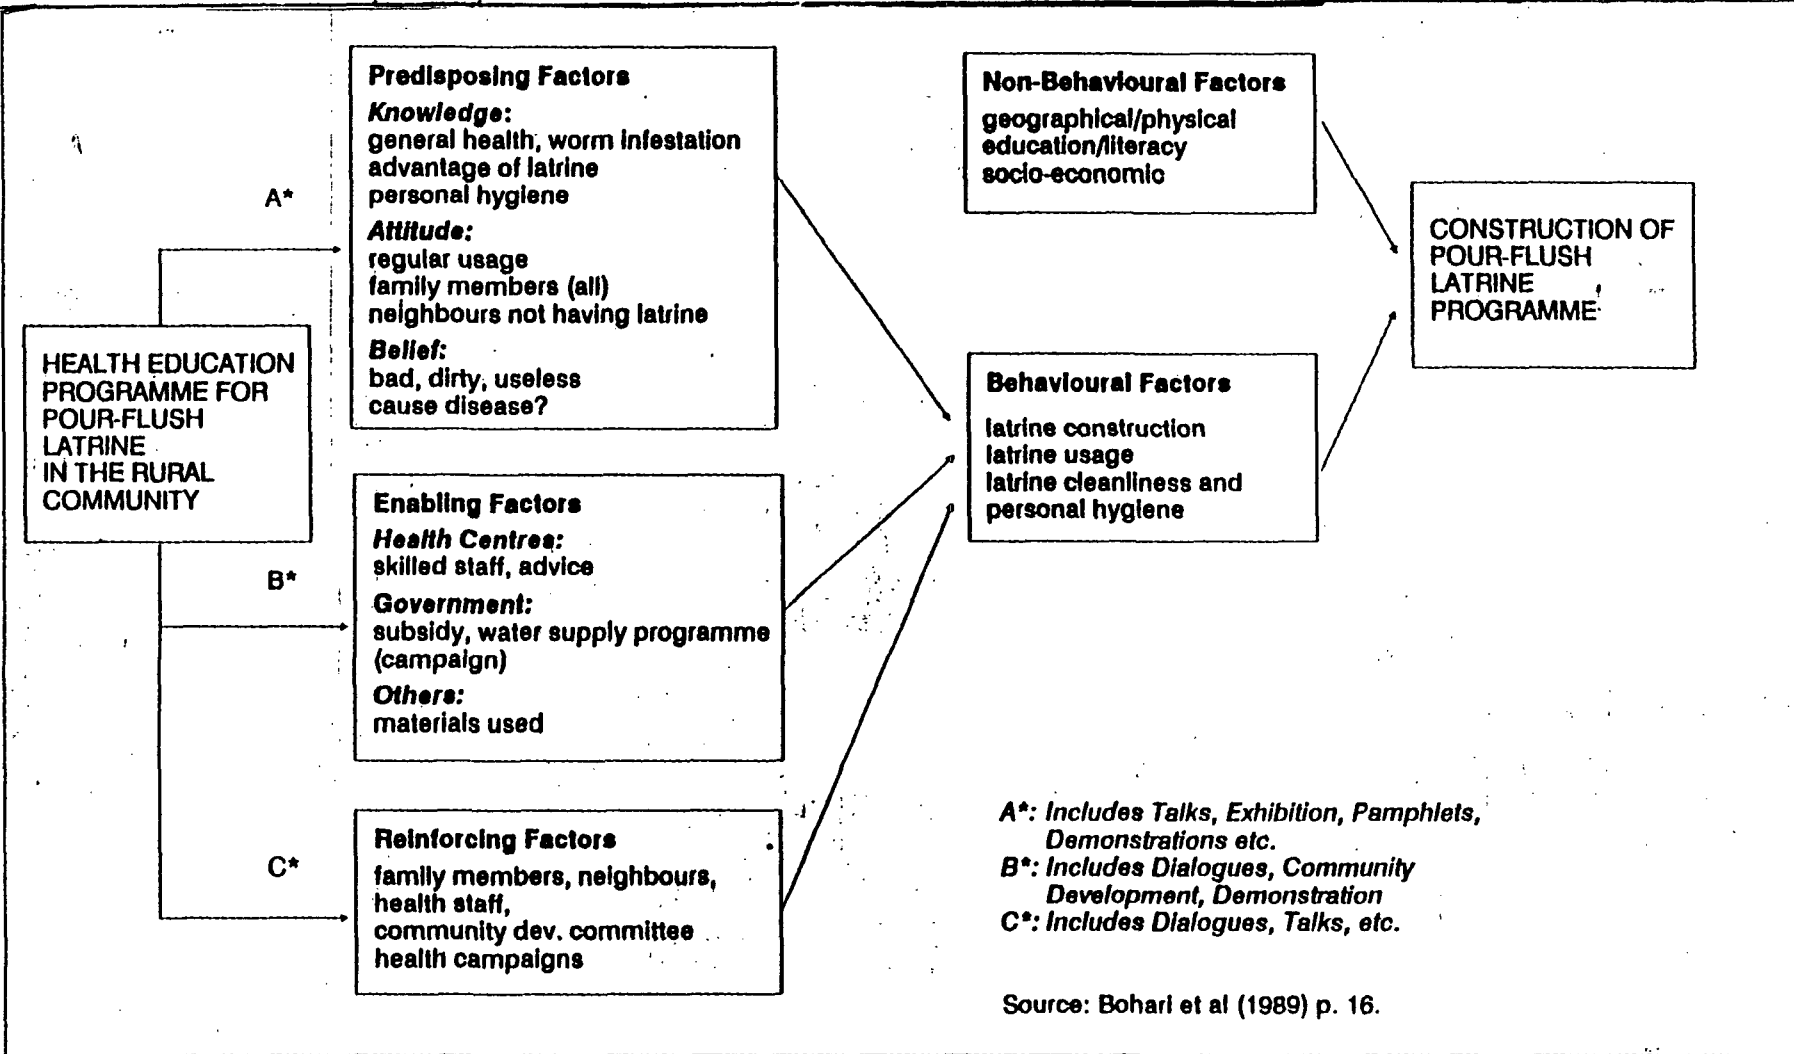 Predisposing Factors
Knowledge:
general health, worm infestation
advantage of latrine
personal hygiene
Attitude:
regular usage
family members (all)
neighbours not having latrine
Belief:
bad, dirty, useless
cause disease?
A*
HEALTH EDUCATION
PROGRAMME FOR
POUR-FLUSH
LATRINE
IN THE RURAL
COMMUNITY
B*
Enabling Factors
Health Centres:
skilled staff, advice
Government:
subsidy, water supply programme
(campaign)
Others:
materials used
C*
Reinforcing Factors
family members, neighbours,
health staff,
community dev. committee
health campaigns
Non-Behavioural Factors
geographical/physical
education/literacy
socio-economic
Behavioural Factors
latrine construction
latrine usage
latrine cleanliness and
personal hygiene
CONSTRUCTION OF
POUR-FLUSH
LATRINE
PROGRAMME
A*: Includes Talks, Exhibition, Pamphlets,
Demonstrations etc.
B*: Includes Dialogues, Community
Development, Demonstration
C*: Includes Dialogues, Talks, etc.
Source: Bohari et al (1989) p. 16.